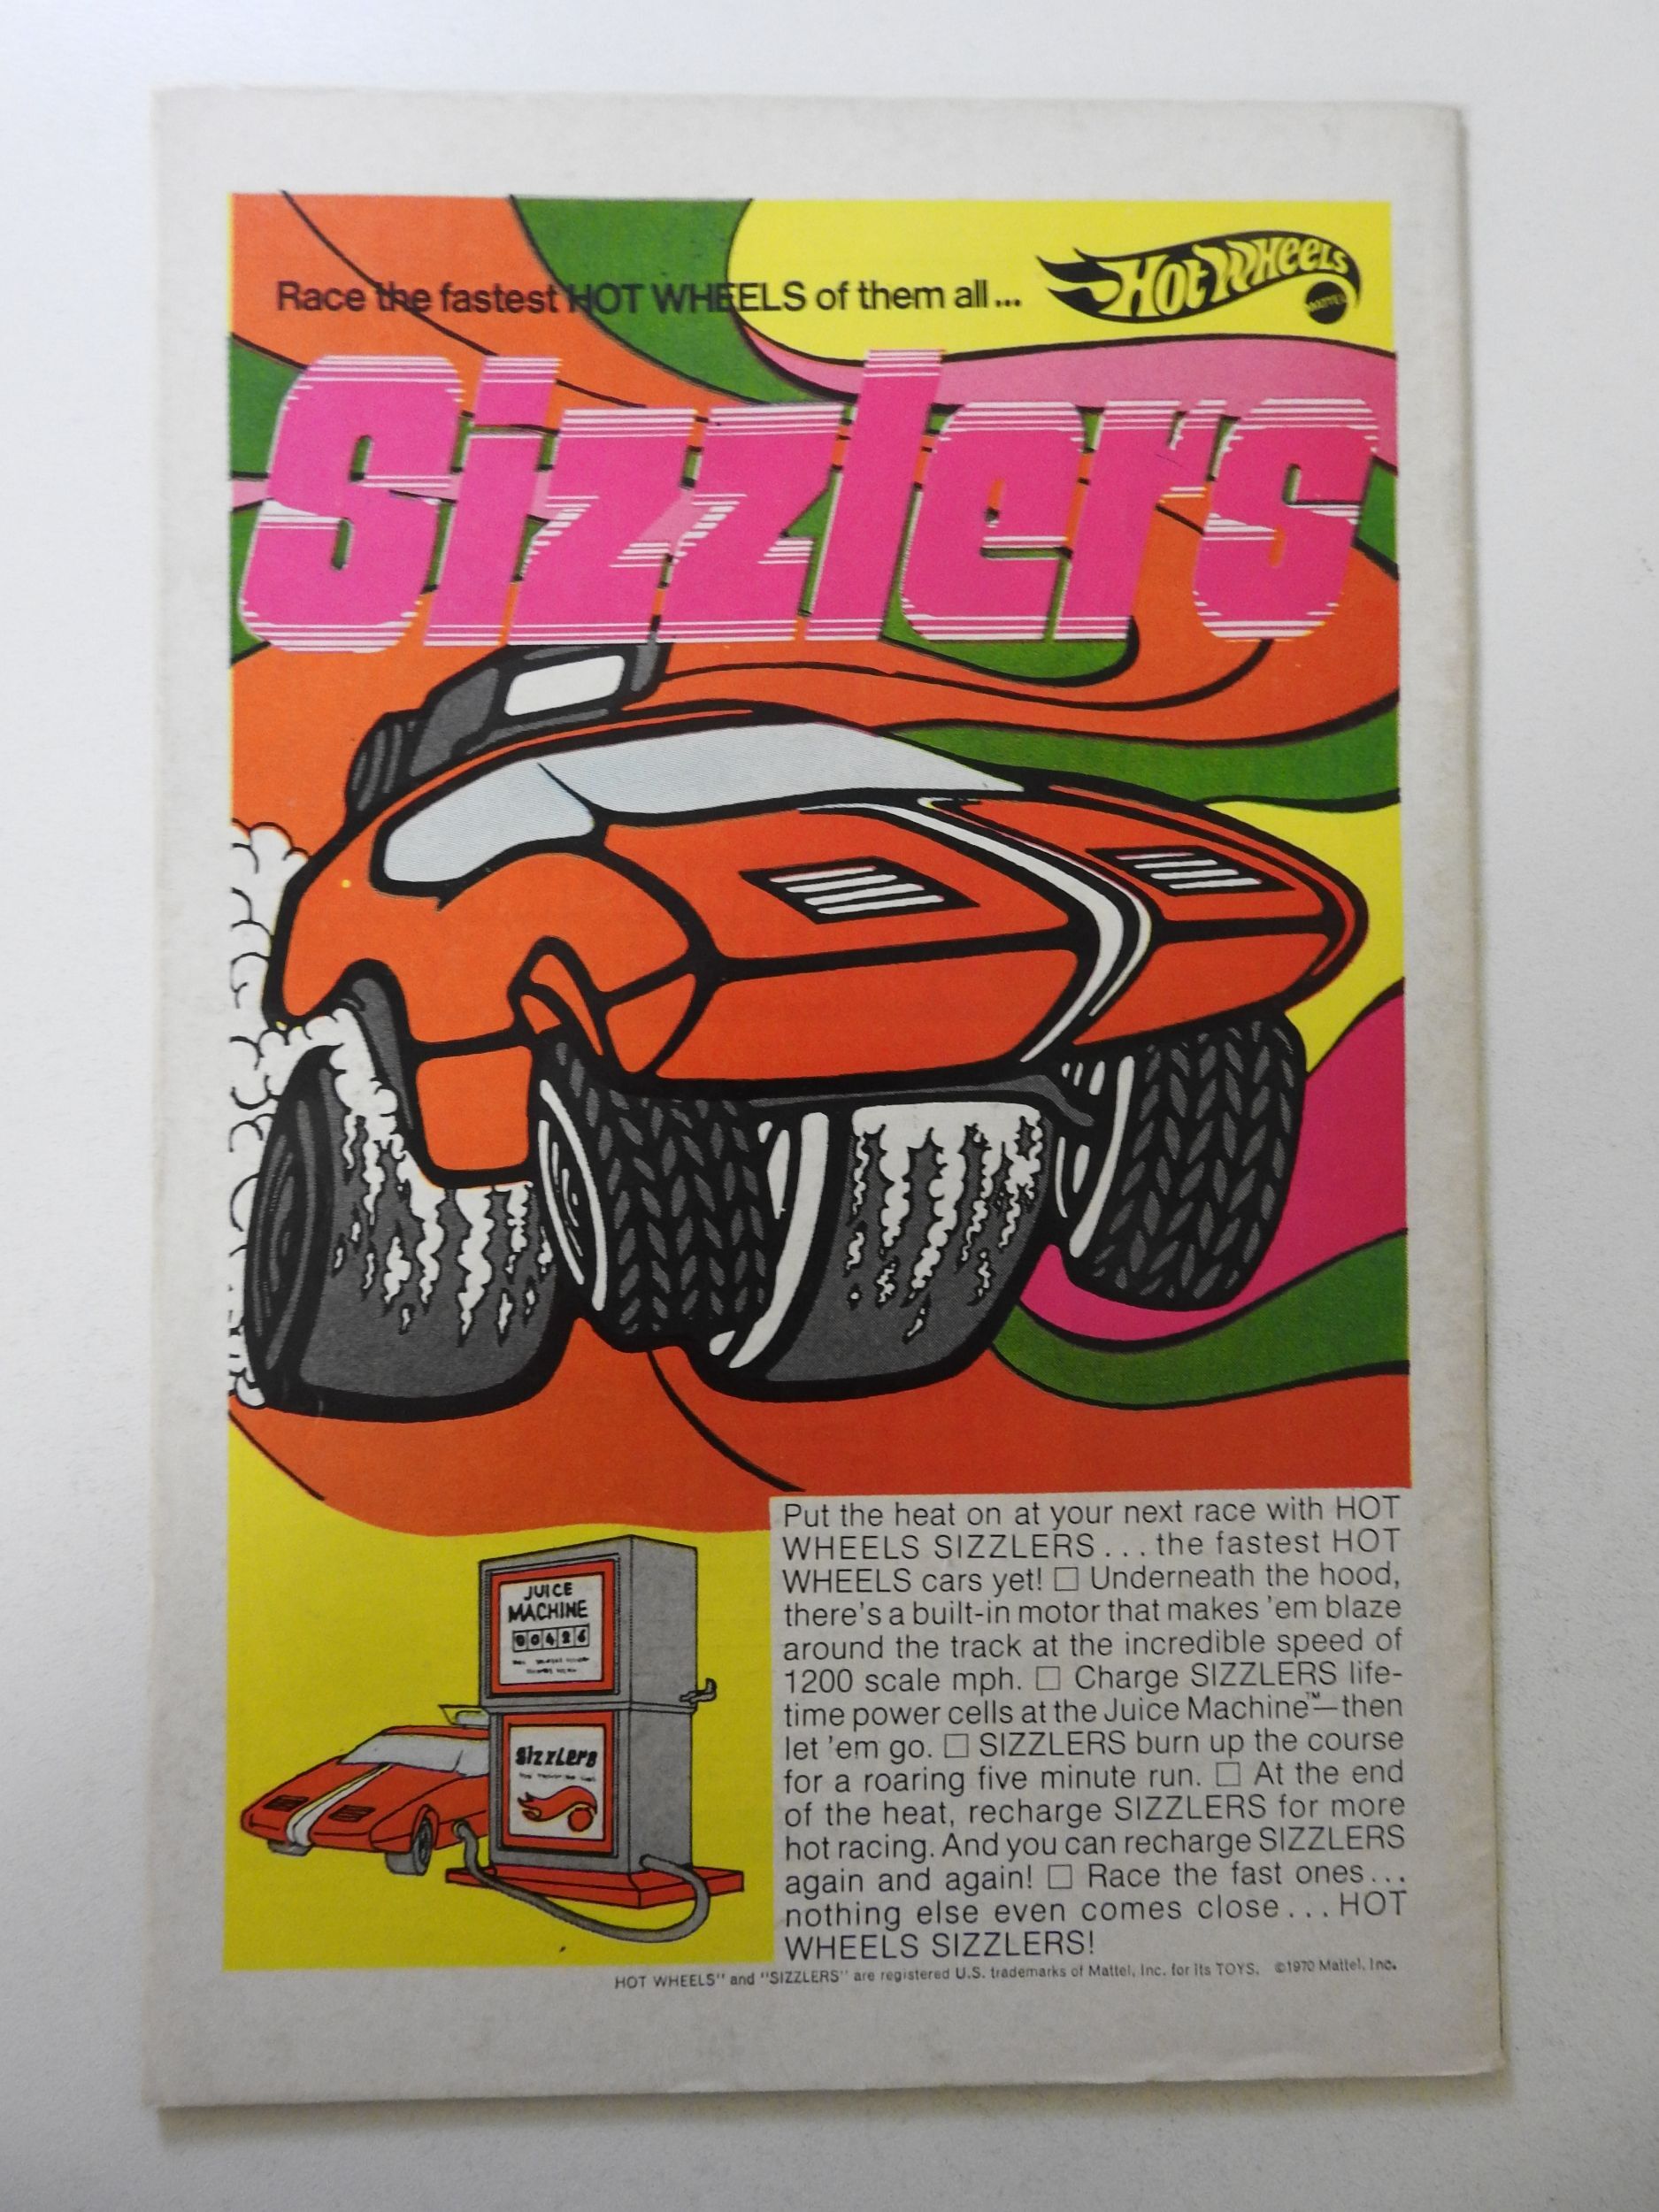 Race the fastest HOT WHEELS of them all...
Hot Wheels
MATTEL
Sizzlers
Put the heat on at your next race with HOT
WHEELS SIZZLERS... the fastest HOT
WHEELS cars yet! □ Underneath the hood,
there's a built-in motor that makes 'em blaze
around the track at the incredible speed of
1200 scale mph. □ Charge SIZZLERS life-
time power cells at the Juice Machine™—then
let 'em go. □ SIZZLERS burn up the course
for a roaring five minute run. □ At the end
of the heat, recharge SIZZLERS for more
hot racing. And you can recharge SIZZLERS
again and again! □ Race the fast ones...
nothing else even comes close... HOT
WHEELS SIZZLERS!
JUICE
MACHINE
00426
Sizzlers
HOT WHEELS" and "SIZZLERS" are registered U.S. trademarks of Mattel, Inc. for its TOYS. ©1970 Mattel, Inc.